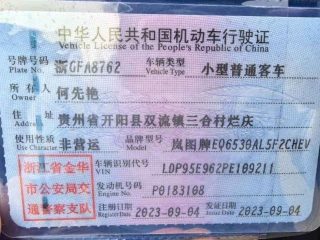 中华人民共和国机动车行驶证
Vehicle License of the People's Republic of China
号牌号码 浙GFA8762 车辆类型 小型普通客车
Plate No. Vehicle Type
所有人 何先艳
Owner
住址 贵州省开阳县双流镇三合村烂庆
Address
使用性质 非营运 品牌型号 岚图牌EQ6530AL5F2CHEV
Use Character Model
浙江省金华 车辆识别代号 LDP95E962PE109211
VIN
市公安局交 发动机号码 P0183108
Engine No.
通警察支队 注册日期 2023-09-04 发证日期 2023-09-04
Register Date Issue Date